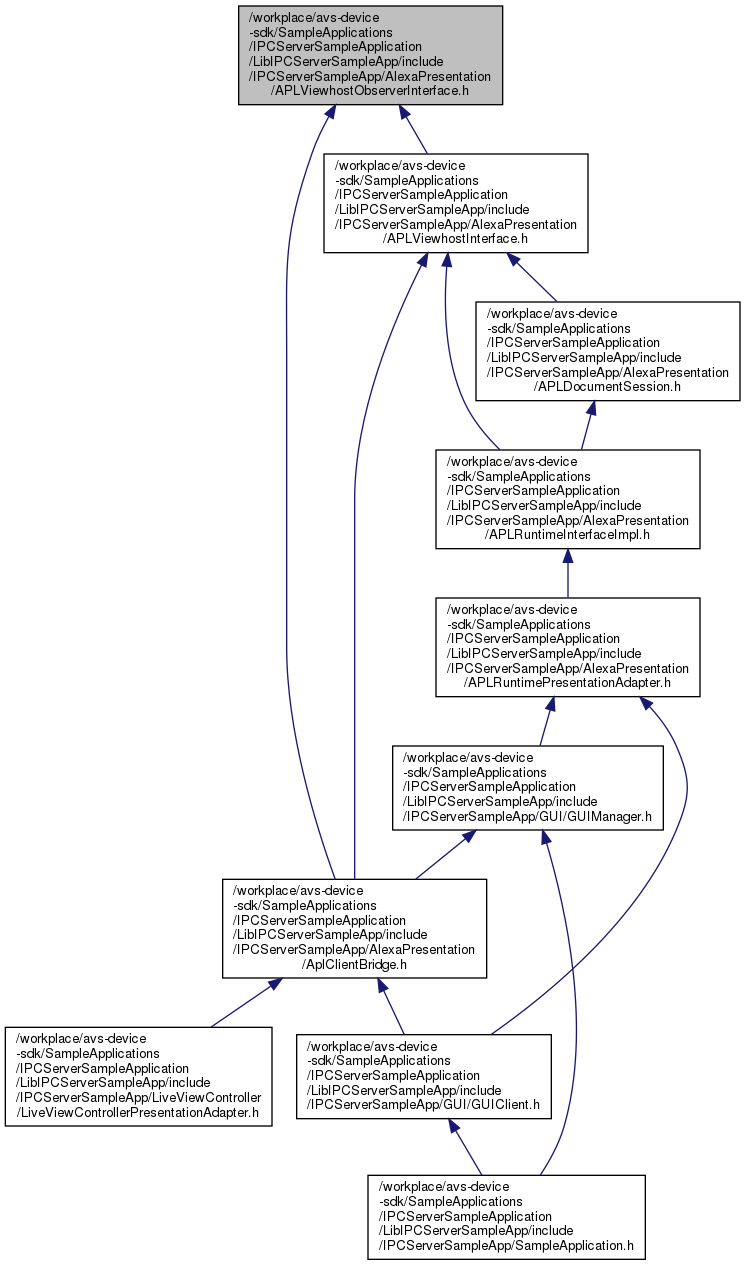 /workplace/avs-device
-sdk/SampleApplications
/IPCServerSampleApplication
/LibIPCServerSampleApp/include
/IPCServerSampleApp/AlexaPresentation
/APLViewhostObserverInterface.h
/workplace/avs-device
-sdk/SampleApplications
/IPCServerSampleApplication
/LibIPCServerSampleApp/include
/IPCServerSampleApp/AlexaPresentation
/APLViewhostInterface.h
/workplace/avs-device
-sdk/SampleApplications
/IPCServerSampleApplication
/LibIPCServerSampleApp/include
/IPCServerSampleApp/AlexaPresentation
/APLDocumentSession.h
/workplace/avs-device
-sdk/SampleApplications
/IPCServerSampleApplication
/LibIPCServerSampleApp/include
/IPCServerSampleApp/AlexaPresentation
/APLRuntimeInterfaceImpl.h
/workplace/avs-device
-sdk/SampleApplications
/IPCServerSampleApplication
/LibIPCServerSampleApp/include
/IPCServerSampleApp/AlexaPresentation
/APLRuntimePresentationAdapter.h
/workplace/avs-device
-sdk/SampleApplications
/IPCServerSampleApplication
/LibIPCServerSampleApp/include
/IPCServerSampleApp/GUI/GUIManager.h
/workplace/avs-device
-sdk/SampleApplications
/IPCServerSampleApplication
/LibIPCServerSampleApp/include
/IPCServerSampleApp/AlexaPresentation
/AplClientBridge.h
/workplace/avs-device
-sdk/SampleApplications
/IPCServerSampleApplication
/LibIPCServerSampleApp/include
/IPCServerSampleApp/LiveViewController
/LiveViewControllerPresentationAdapter.h
/workplace/avs-device
-sdk/SampleApplications
/IPCServerSampleApplication
/LibIPCServerSampleApp/include
/IPCServerSampleApp/GUI/GUIClient.h
/workplace/avs-device
-sdk/SampleApplications
/IPCServerSampleApplication
/LibIPCServerSampleApp/include
/IPCServerSampleApp/SampleApplication.h